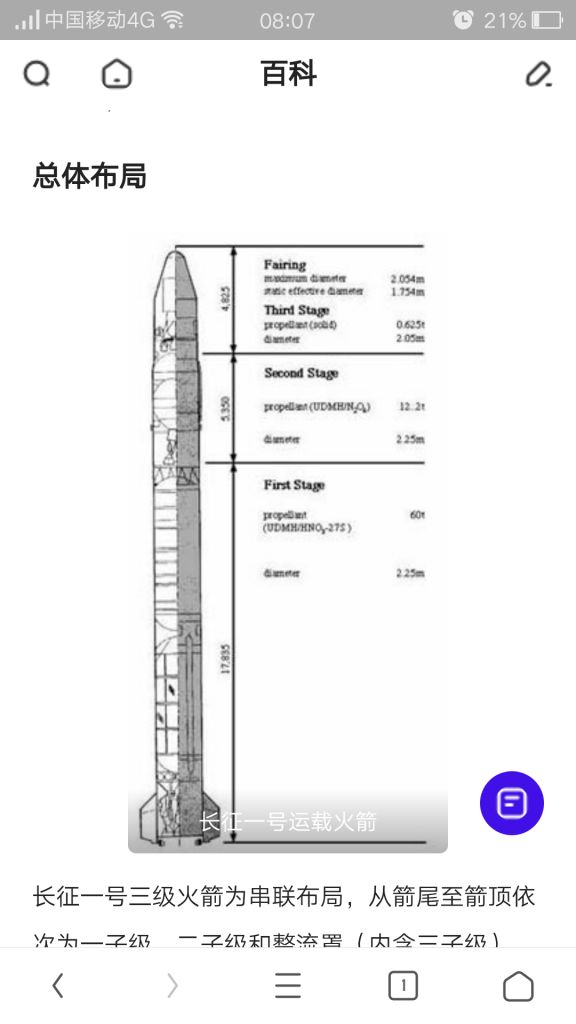 中国移动4G 08:07 21%
百科
总体布局
Fairing
maximum diameter 2.054m
static effective diameter 1.754m
Third Stage
propellant (solid) 0.625t
diameter 2.05m
4,825
Second Stage
propellant (UDMH/N₂O₄) 12.2t
diameter 2.25m
5,350
First Stage
propellant 60t
(UDMH/HNO₃-27S)
diameter 2.25m
17,835
长征一号运载火箭
长征一号三级火箭为串联布局，从箭尾至箭顶依
次为一子级、二子级和整流罩（内含三子级）
1